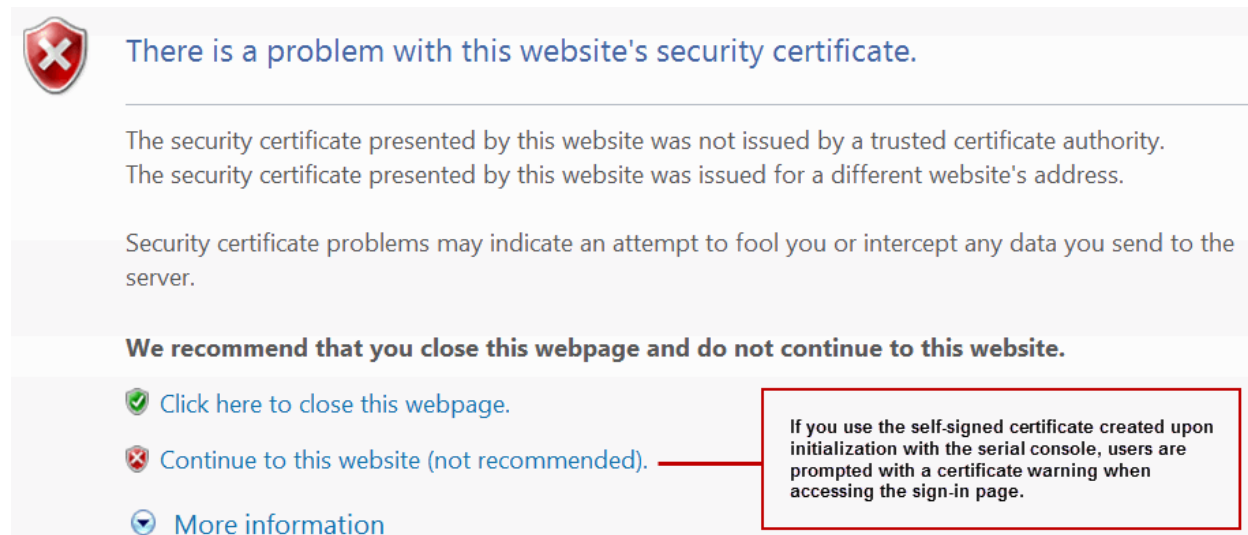 There is a problem with this website's security certificate.
The security certificate presented by this website was not issued by a trusted certificate authority.
The security certificate presented by this website was issued for a different website's address.
Security certificate problems may indicate an attempt to fool you or intercept any data you send to the
server.
We recommend that you close this webpage and do not continue to this website.
Click here to close this webpage.
Continue to this website (not recommended).
If you use the self-signed certificate created upon
initialization with the serial console, users are
prompted with a certificate warning when
accessing the sign-in page.
More information